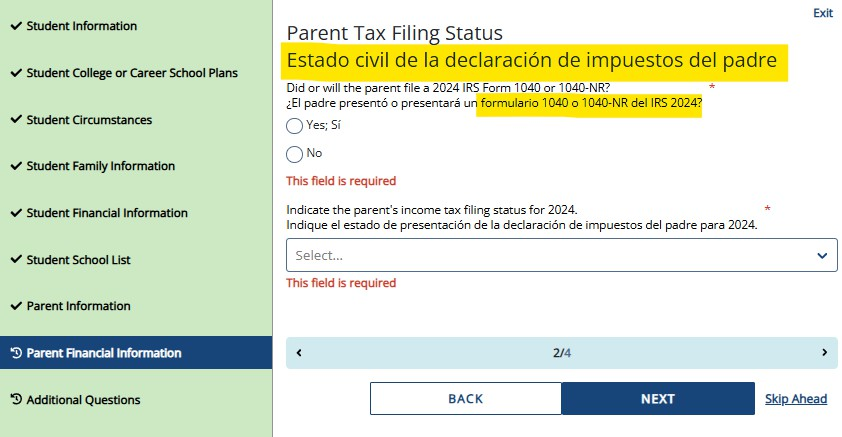 Student Information
Student College or Career School Plans
Student Circumstances
Student Family Information
Student Financial Information
Student School List
Parent Information
Parent Financial Information
Additional Questions
Exit
Parent Tax Filing Status
Estado civil de la declaración de impuestos del padre
Did or will the parent file a 2024 IRS Form 1040 or 1040-NR? *
¿El padre presentó o presentará un formulario 1040 o 1040-NR del IRS 2024?
Yes; Sí
No
This field is required
Indicate the parent's income tax filing status for 2024. *
Indique el estado de presentación de la declaración de impuestos del padre para 2024.
Select...
This field is required
2/4
BACK
NEXT
Skip Ahead